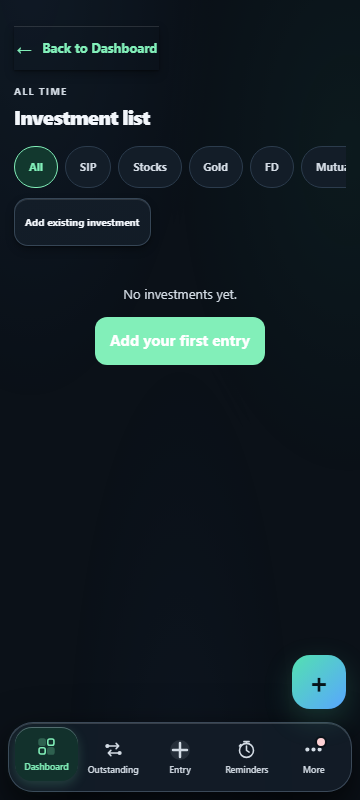 ← Back to Dashboard
ALL TIME
Investment list
All SIP Stocks Gold FD Mutua
Add existing investment
No investments yet.
Add your first entry
+
Dashboard Outstanding Entry Reminders More